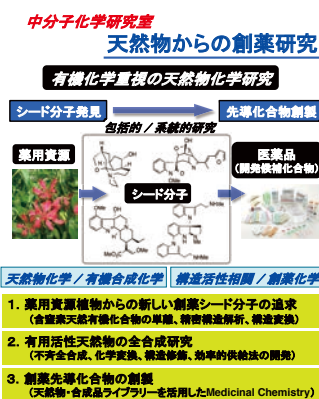 中分子化学研究室
天然物からの創薬研究
有機化学重視の天然物化学研究
シード分子発見
先導化合物創製
包括的 / 系統的研究
薬用資源
シード分子
医薬品
(開発候補化合物)
OH
OMe
NHMe
MeO₂C
OMe
NHMe
天然物化学 / 有機合成化学
構造活性相関 / 創薬化学
1. 薬用資源植物からの新しい創薬シード分子の追求
(含窒素天然有機化合物の単離、精密構造解析、構造変換)
2. 有用活性天然物の全合成研究
(不斉全合成、化学変換、構造修飾、効率的供給法の開発)
3. 創薬先導化合物の創製
(天然物・合成品ライブラリーを活用したMedicinal Chemistry)